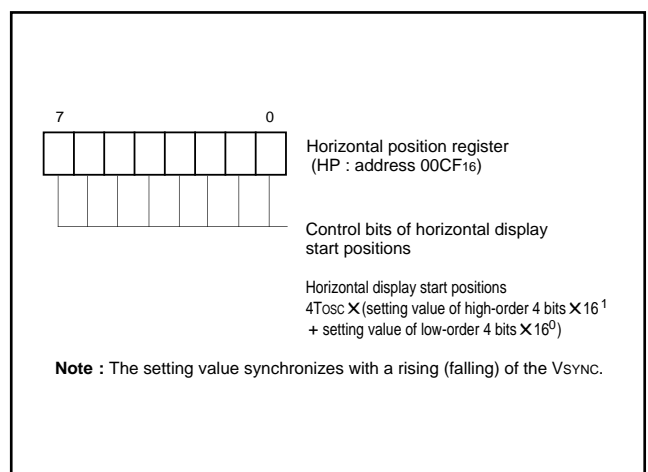 7 0
Horizontal position register
(HP : address 00CF16)
Control bits of horizontal display
start positions
Horizontal display start positions
4TOSC ✕ (setting value of high-order 4 bits ✕ 16¹
+ setting value of low-order 4 bits ✕ 16⁰)
Note : The setting value synchronizes with a rising (falling) of the VSYNC.